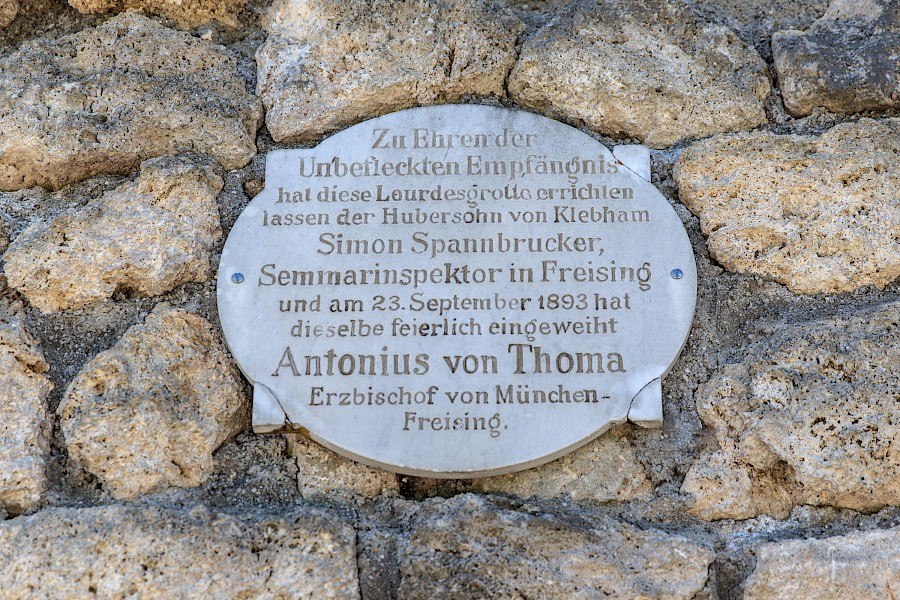 Zu Ehren der
Unbefleckten Empfängnis
hat diese Lourdesgrotte errichten
lassen der Hubersohn von Klebham
Simon Spannbrucker,
Seminarinspektor in Freising
und am 23. September 1893 hat
dieselbe feierlich eingeweiht
Antonius von Thoma
Erzbischof von München-
Freising.